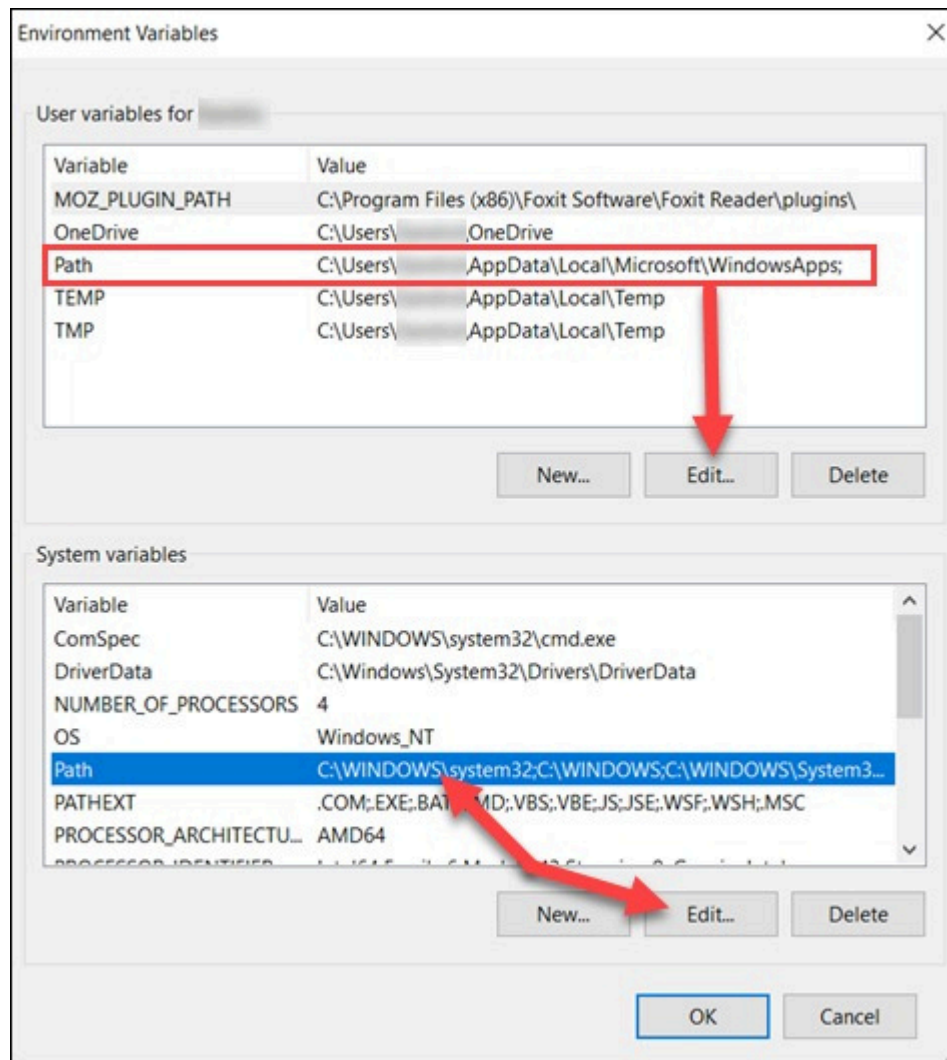 Environment Variables
User variables for
Variable Value
MOZ_PLUGIN_PATH C:\Program Files (x86)\Foxit Software\Foxit Reader\plugins\
OneDrive C:\Users\ OneDrive
Path C:\Users\ AppData\Local\Microsoft\WindowsApps;
TEMP C:\Users\ AppData\Local\Temp
TMP C:\Users\ AppData\Local\Temp
New... Edit... Delete
System variables
Variable Value
ComSpec C:\WINDOWS\system32\cmd.exe
DriverData C:\Windows\System32\Drivers\DriverData
NUMBER_OF_PROCESSORS 4
OS Windows_NT
Path C:\WINDOWS\system32;C:\WINDOWS;C:\WINDOWS\System3...
PATHEXT .COM;.EXE;.BAT MD;.VBS;.VBE;.JS;.JSE;.WSF;.WSH;.MSC
PROCESSOR_ARCHITECTU... AMD64
New... Edit... Delete
OK Cancel